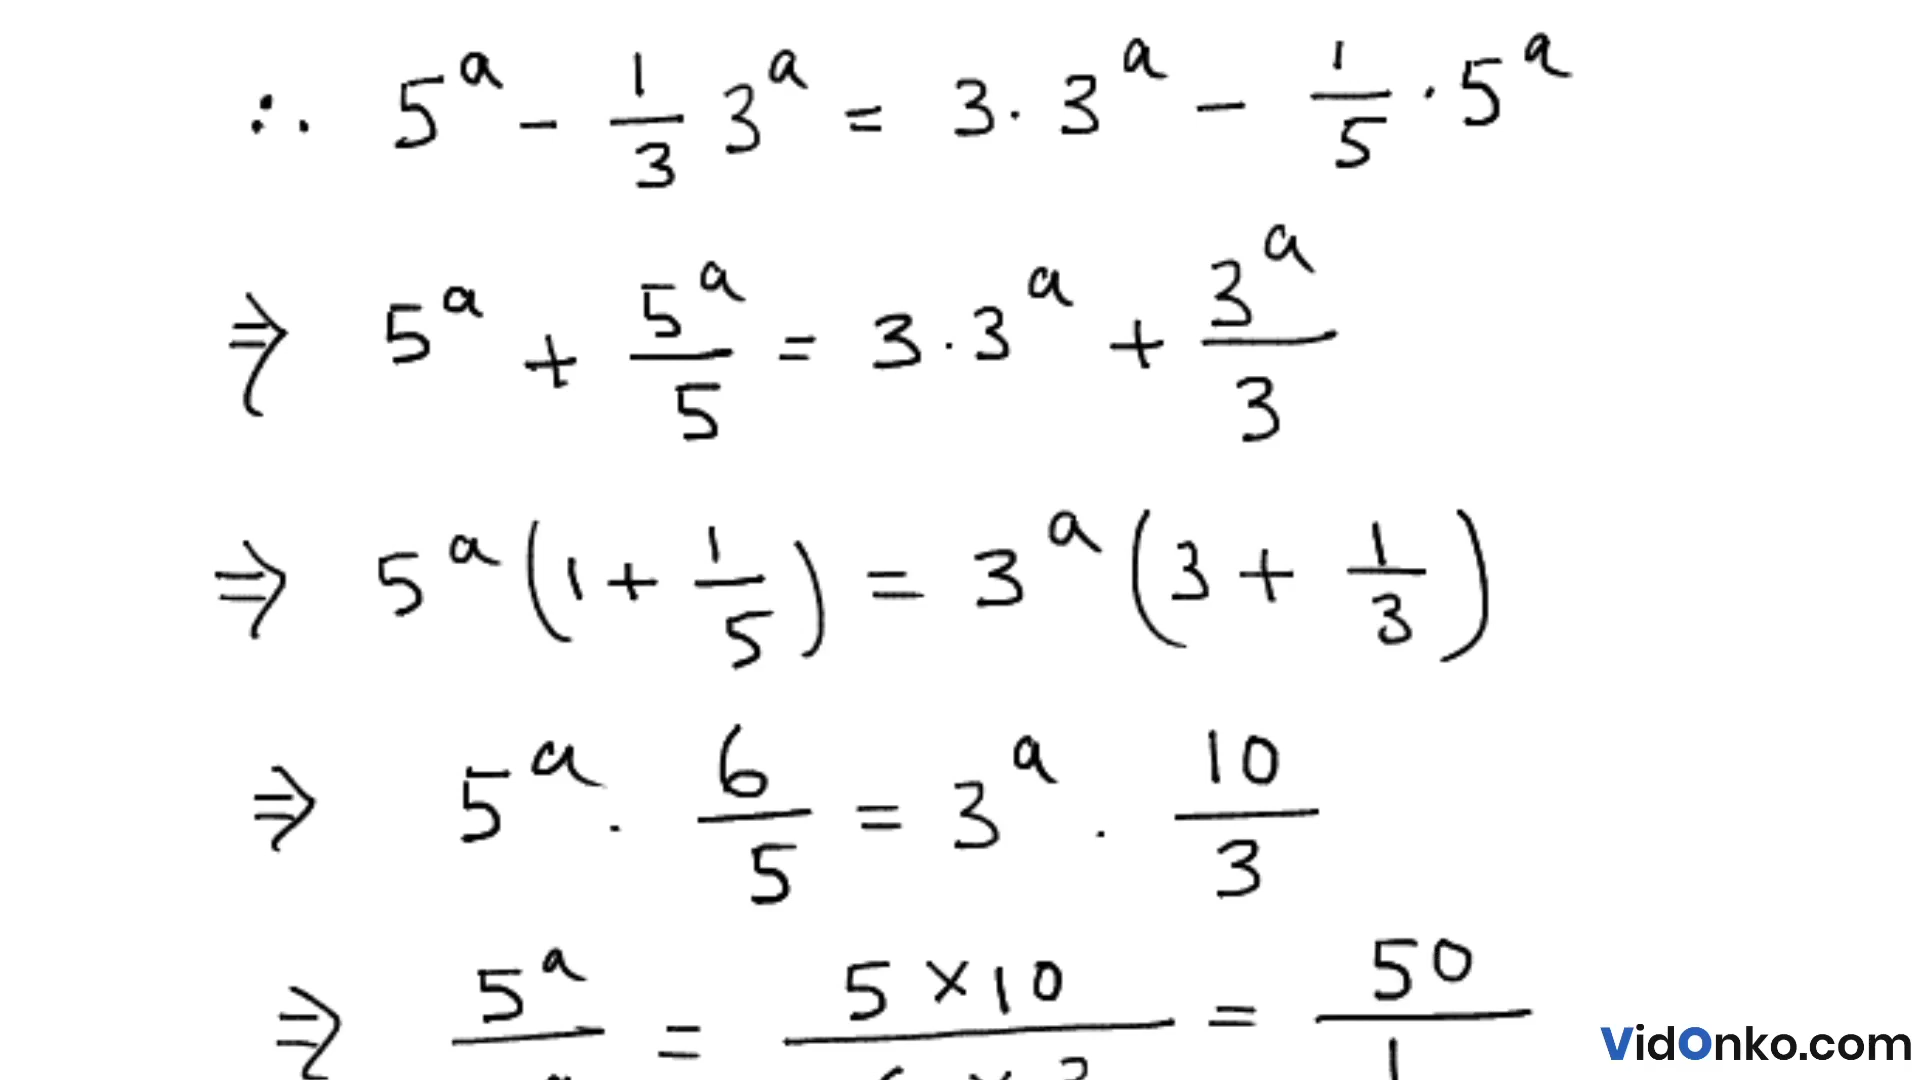 ∴ 5^a - 1/3 3^a = 3 · 3^a - 1/5 · 5^a
⇒ 5^a + 5^a/5 = 3 · 3^a + 3^a/3
⇒ 5^a (1 + 1/5) = 3^a (3 + 1/3)
⇒ 5^a · 6/5 = 3^a · 10/3
⇒ 5^a = 5 × 10 = 50
VidOnko.com